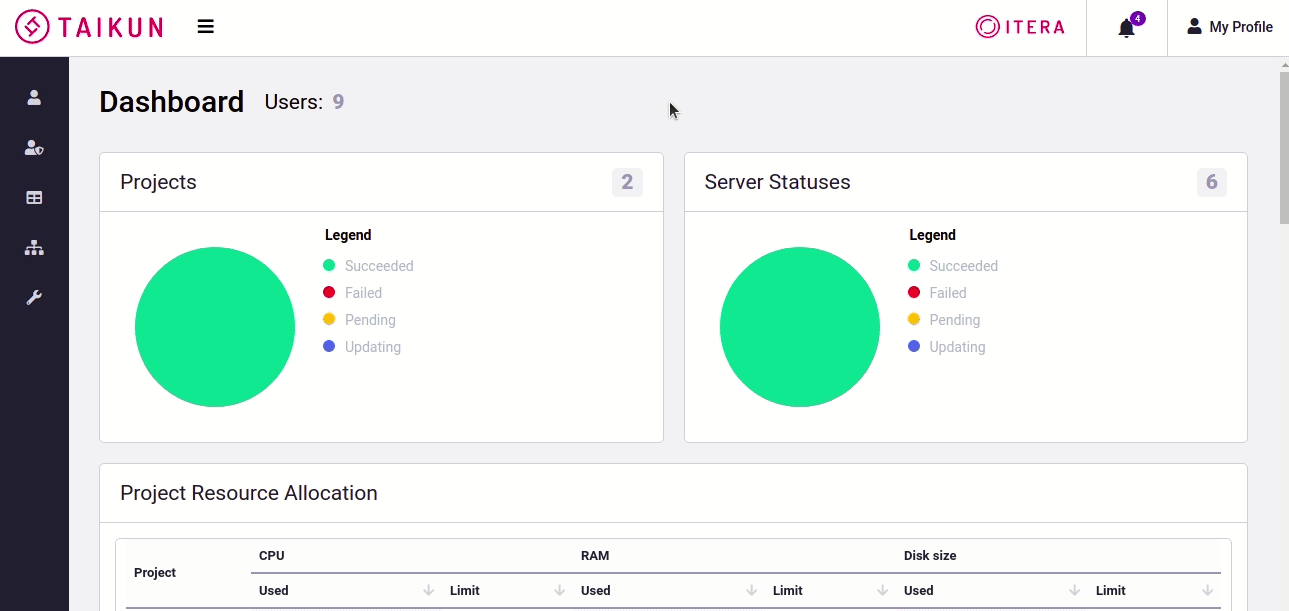 TAIKUN
ITERA
4
My Profile
Dashboard Users: 9
Projects 2
Legend
Succeeded
Failed
Pending
Updating
Server Statuses 6
Legend
Succeeded
Failed
Pending
Updating
Project Resource Allocation
Project
CPU RAM Disk size
Used Limit Used Limit Used Limit